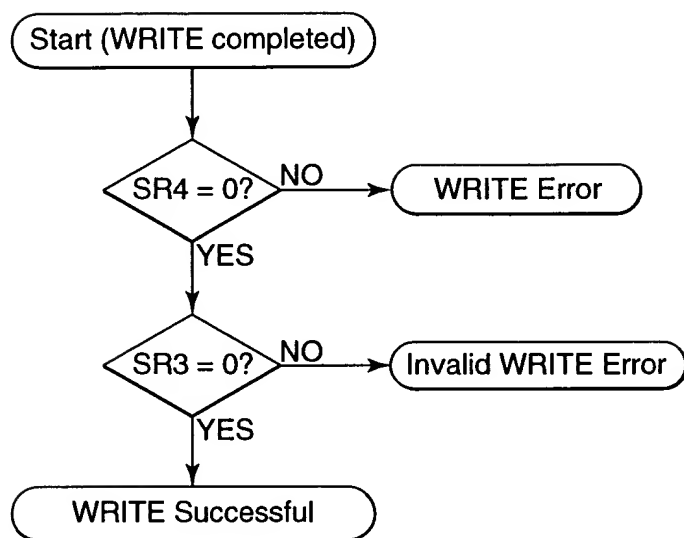 Start (WRITE completed)
SR4 = 0?
NO
WRITE Error
YES
SR3 = 0?
NO
Invalid WRITE Error
YES
WRITE Successful